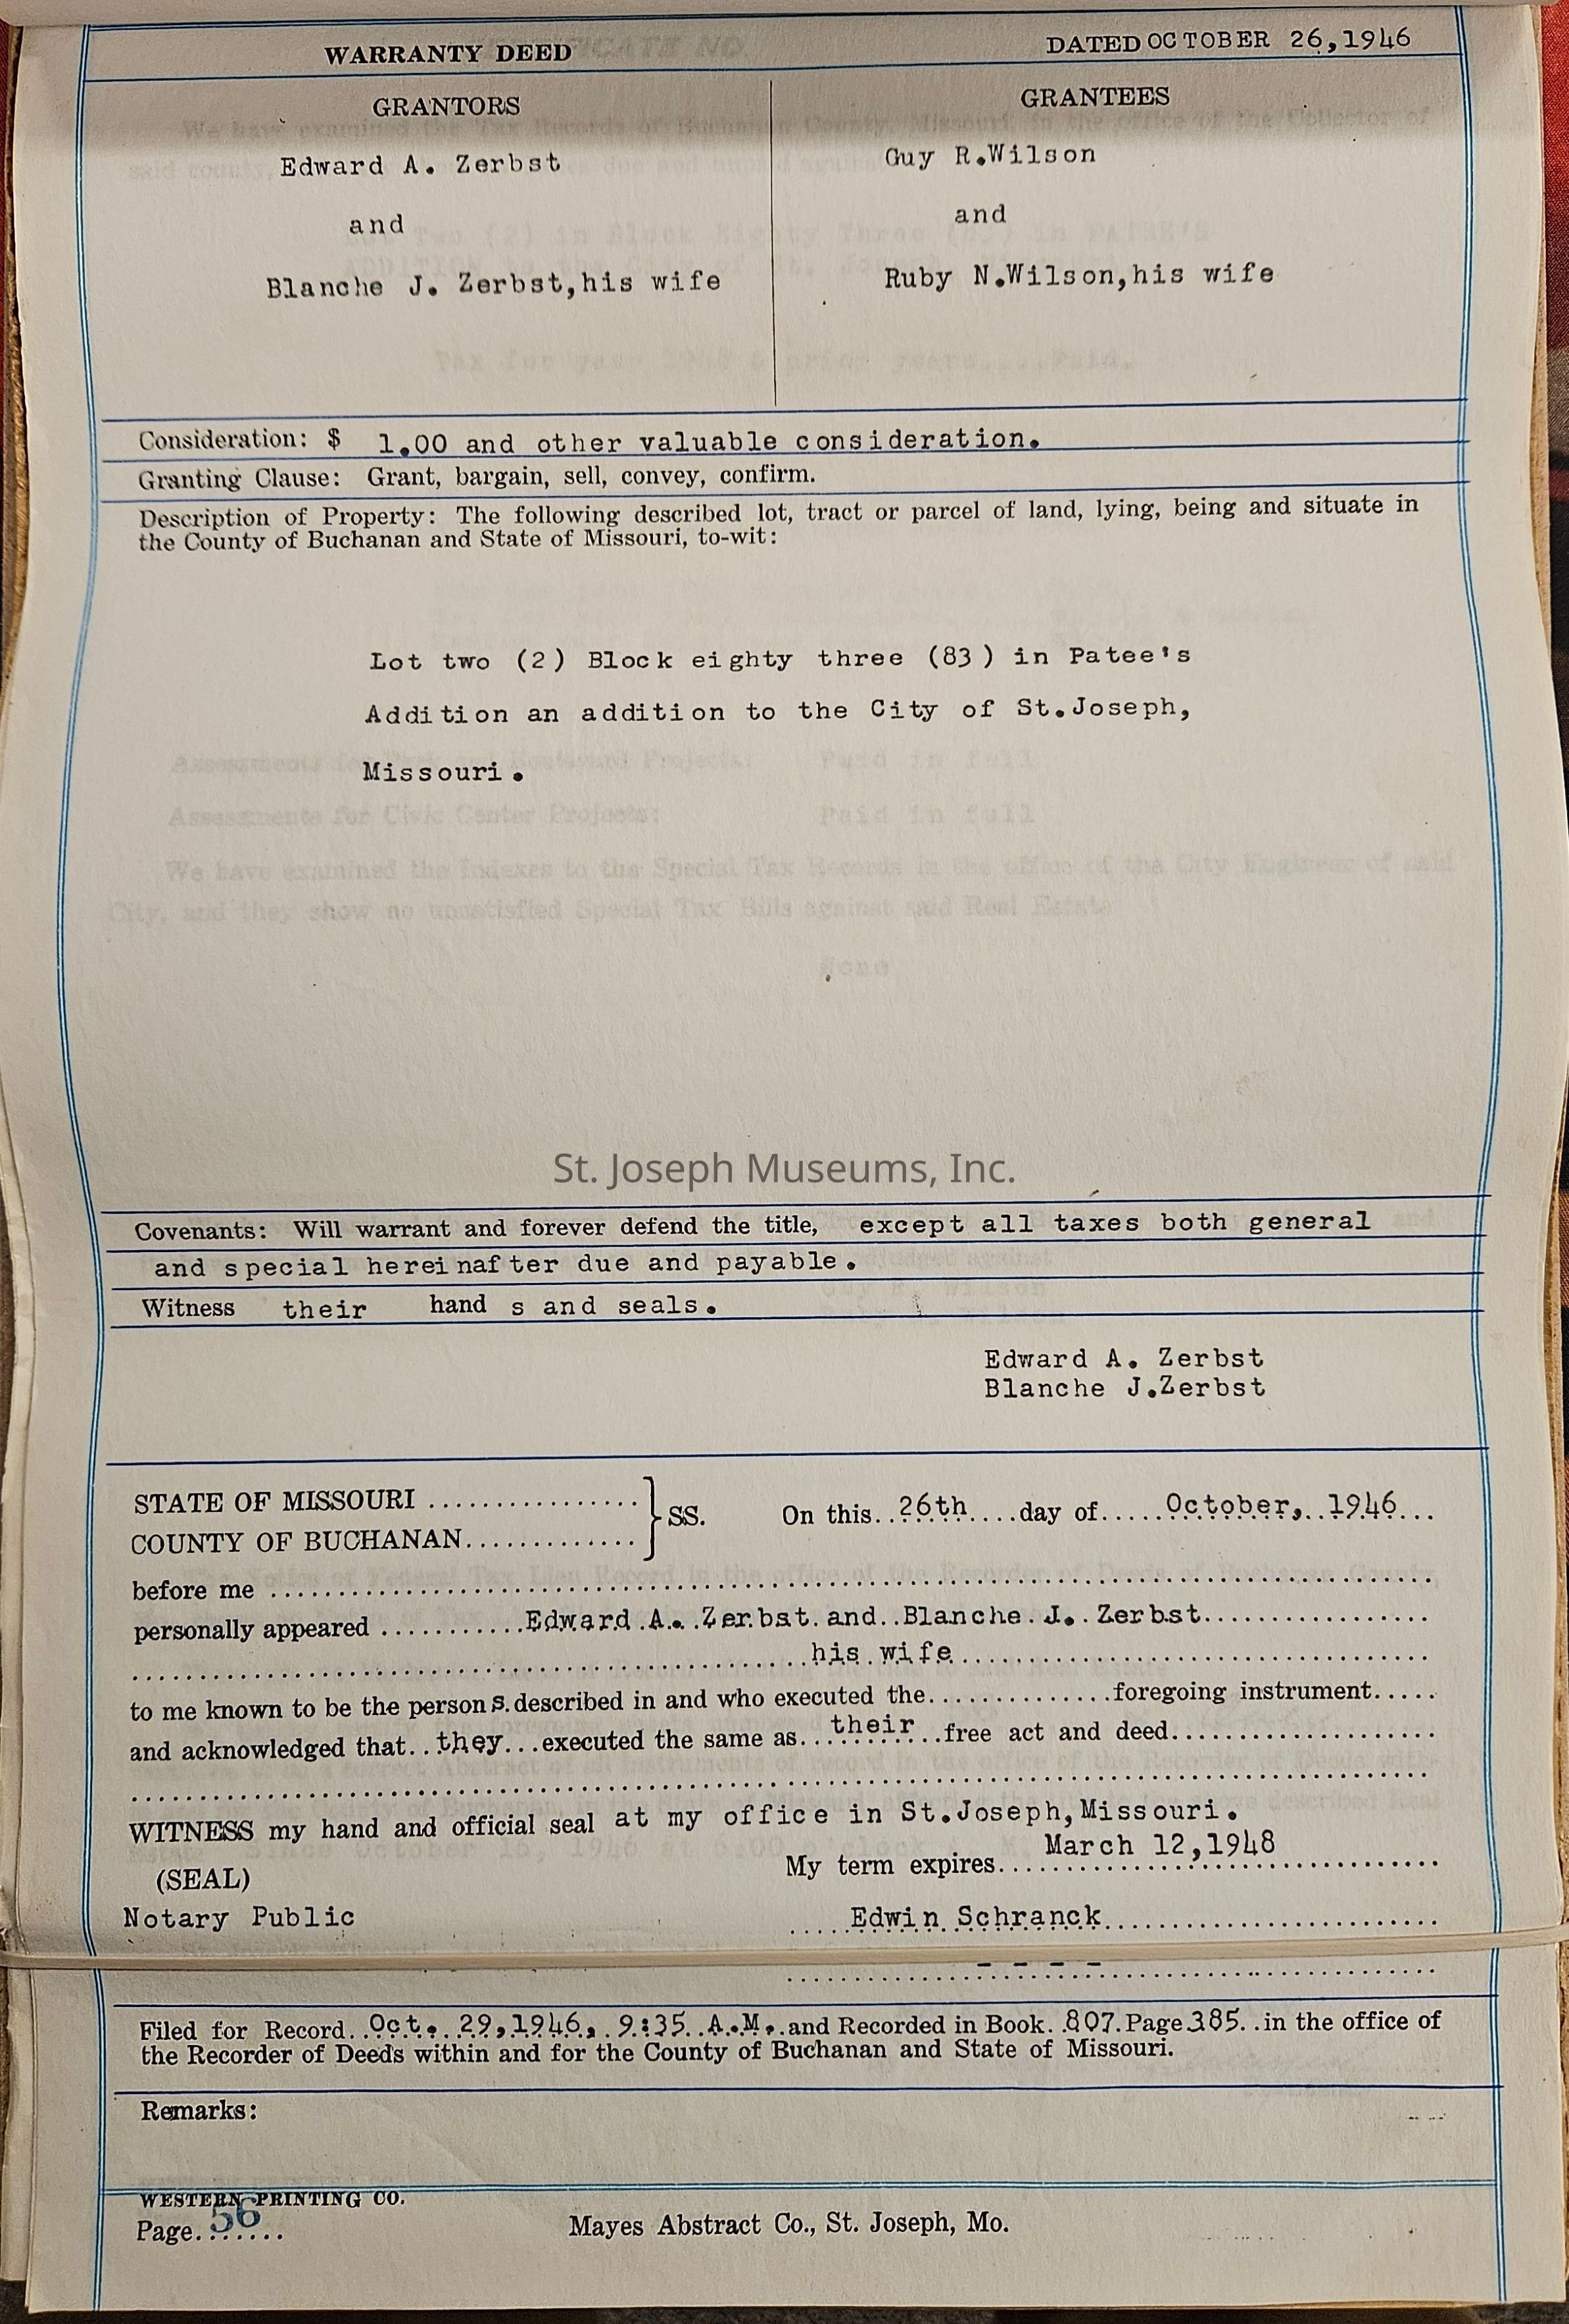 WARRANTY DEED
DATED OCTOBER 26,1946
GRANTORS
GRANTEES
Edward A. Zerbst
and
Blanche J. Zerbst,his wife
Guy R.Wilson
and
Ruby N.Wilson,his wife
Consideration: $ 1.00 and other valuable consideration.
Granting Clause: Grant, bargain, sell, convey, confirm.
Description of Property: The following described lot, tract or parcel of land, lying, being and situate in
the County of Buchanan and State of Missouri, to-wit:
Lot two (2) Block eighty three (83) in Patee's
Addition an addition to the City of St.Joseph,
Missouri.
St. Joseph Museums, Inc.
Covenants: Will warrant and forever defend the title, except all taxes both general
and special hereinafter due and payable.
Witness their hand s and seals.
Edward A. Zerbst
Blanche J.Zerbst
STATE OF MISSOURI ................
COUNTY OF BUCHANAN.............
} SS.
On this..26th....day of.....October,..1946...
before me ..........
personally appeared ...........Edward.A...Zerbst.and..Blanche.J..Zerbst................
..........his.wife..........
to me known to be the person s.described in and who executed the..............foregoing instrument.....
and acknowledged that..they...executed the same as...their...free act and deed..................
..........
WITNESS my hand and official seal at my office in St.Joseph,Missouri.
(SEAL)
My term expires....March 12,1948..........
Notary Public
.....Edwin Schranck..........
- - - -
Filed for Record..Oct. 29,1946, 9:35 A.M..and Recorded in Book..807.Page.385..in the office of
the Recorder of Deeds within and for the County of Buchanan and State of Missouri.
Remarks:
WESTERN PRINTING CO.
Page...56....
Mayes Abstract Co., St. Joseph, Mo.